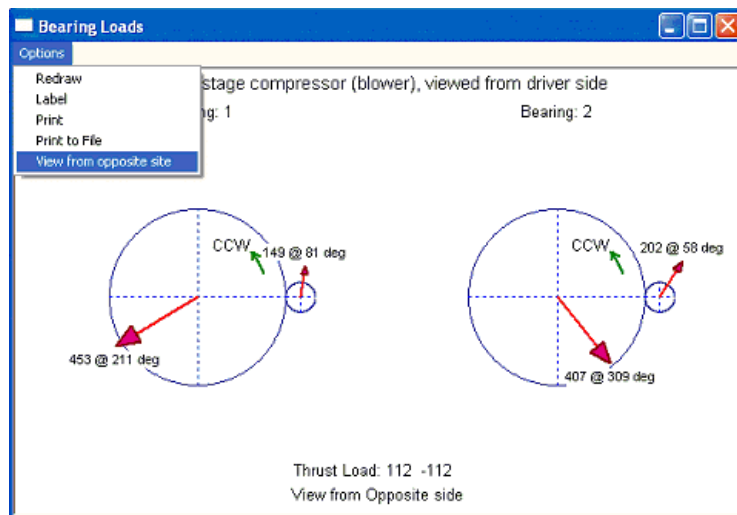 Bearing Loads
Options
Redraw
Label
Print
Print to File
View from opposite site
stage compressor (blower), viewed from driver side
ng: 1
Bearing: 2
CCW
149 @ 81 deg
453 @ 211 deg
CCW
202 @ 58 deg
407 @ 309 deg
Thrust Load: 112 -112
View from Opposite side